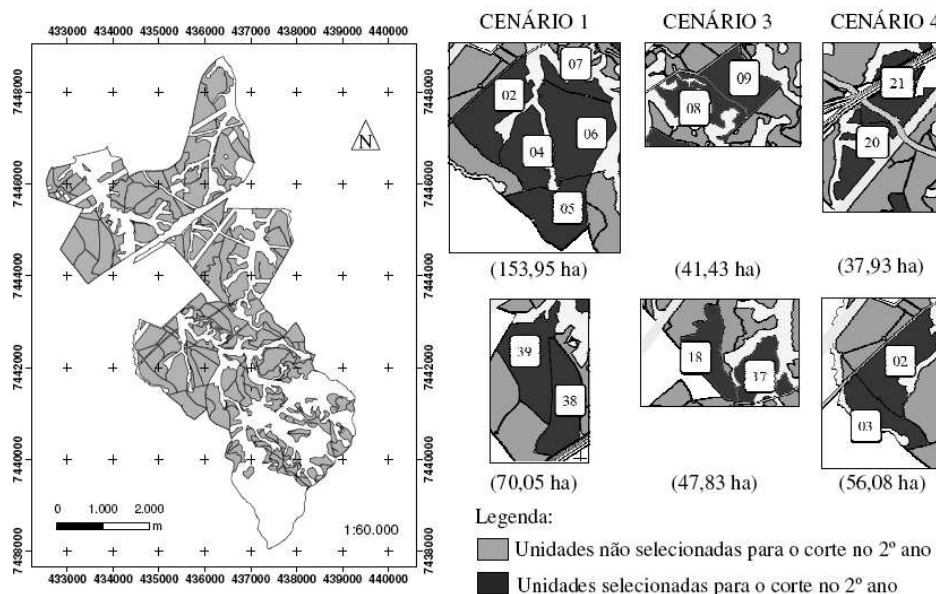 433000 434000 435000 436000 437000 438000 439000 440000
7448000
7446000
7444000
7442000
7440000
7438000
N
0 1.000 2.000
m
1:60.000
433000 434000 435000 436000 437000 438000 439000 440000
7448000
7446000
7444000
7442000
7440000
7438000
CENÁRIO 1
07
02
06
04
05
(153,95 ha)
39
38
(70,05 ha)
CENÁRIO 3
09
08
(41,43 ha)
18
37
(47,83 ha)
CENÁRIO 4
21
20
(37,93 ha)
02
03
(56,08 ha)
Legenda:
Unidades não selecionadas para o corte no 2º ano
Unidades selecionadas para o corte no 2º ano